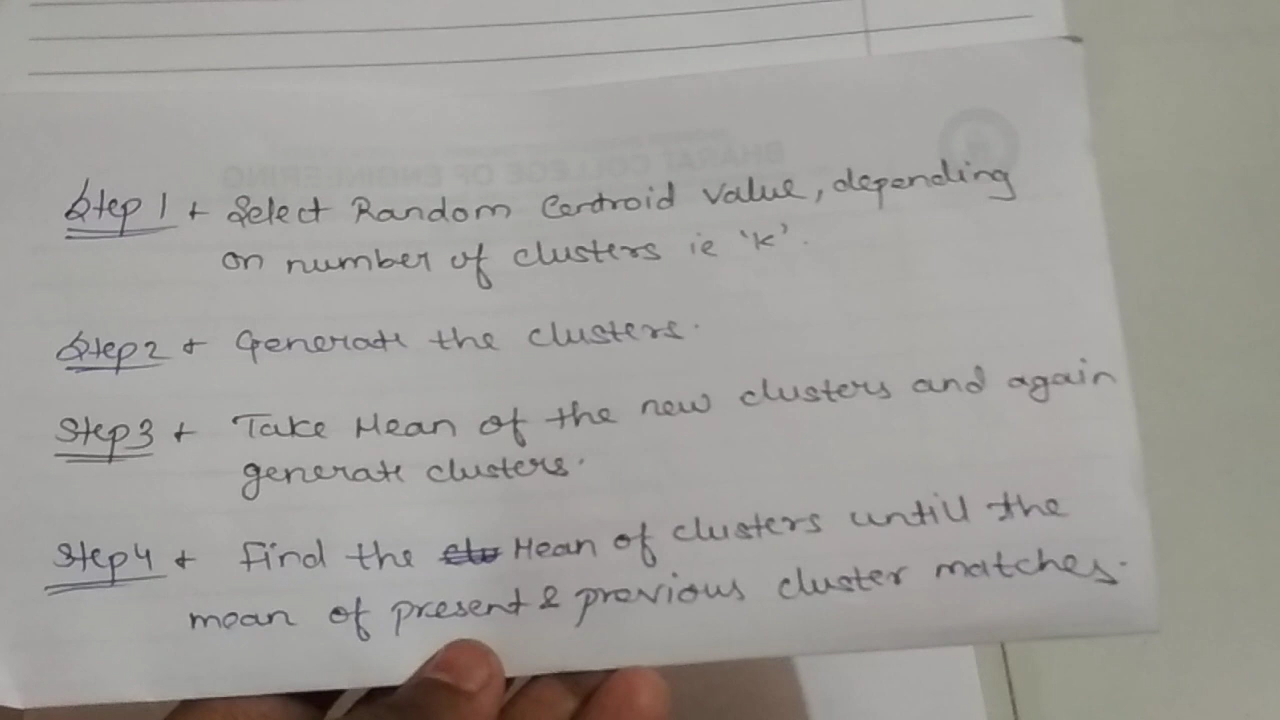 Step 1 + Select Random Centroid Value, depending
on number of clusters ie 'K'.
Step 2 + Generate the clusters.
Step 3 + Take Mean of the new clusters and again
generate clusters.
Step 4 + find the Mean of clusters untill the
mean of present & previous cluster matches.